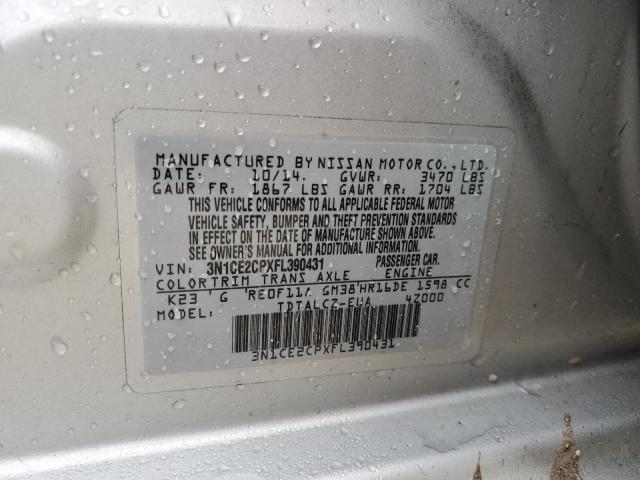 MANUFACTURED BY NISSAN MOTOR CO., LTD.
DATE: 10/14. GVWR: 3470 LBS
GAWR FR: 1867 LBS GAWR RR: 1704 LBS
THIS VEHICLE CONFORMS TO ALL APPLICABLE FEDERAL MOTOR
VEHICLE SAFETY, BUMPER AND THEFT PREVENTION STANDARDS
IN EFFECT ON THE DATE OF MANUFACTURE SHOWN ABOVE.
SEE OWNER'S MANUAL FOR ADDITIONAL INFORMATION.
VIN: 3N1CE2CPXFL390431 PASSENGER CAR.
COLOR TRIM TRANS AXLE ENGINE
K23 G RE0F11A GM38 HR16DE 1598 CC
MODEL: TDTALCZ-EUA 4Z000
3N1CE2CPXFL390431